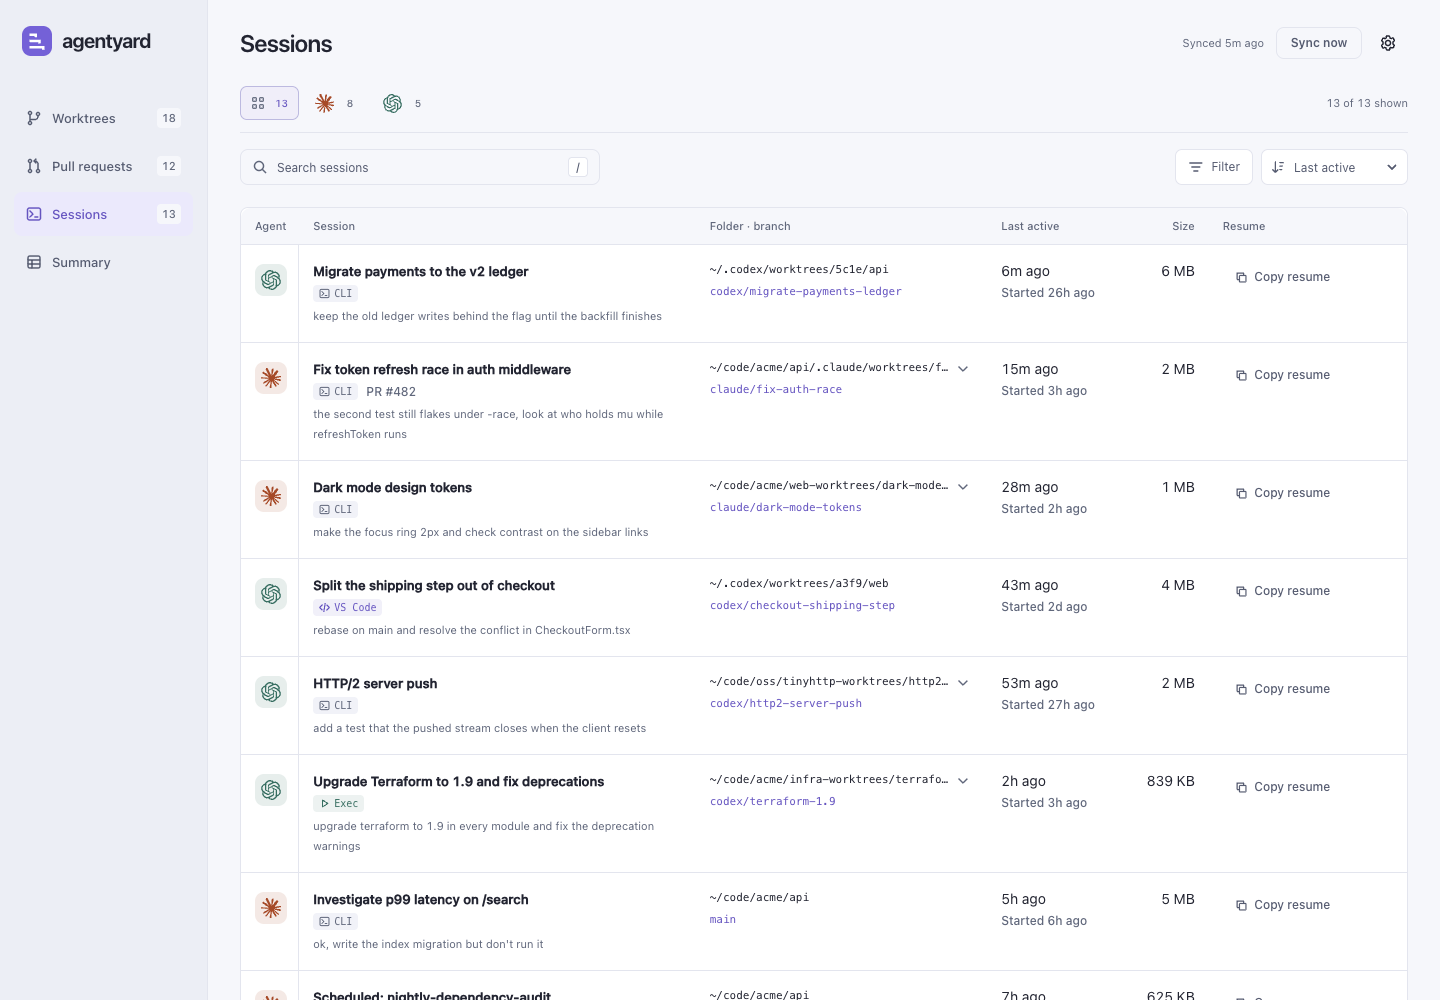 agentyard
Worktrees 18
Pull requests 12
Sessions 13
Summary
Sessions
Synced 5m ago
Sync now
13
8
5
13 of 13 shown
Search sessions /
Filter
Last active
Agent Session Folder · branch Last active Size Resume
Migrate payments to the v2 ledger
CLI
keep the old ledger writes behind the flag until the backfill finishes
~/.codex/worktrees/5c1e/api
codex/migrate-payments-ledger
6m ago
Started 26h ago
6 MB
Copy resume
Fix token refresh race in auth middleware
CLI PR #482
the second test still flakes under -race, look at who holds mu while
refreshToken runs
~/code/acme/api/.claude/worktrees/f…
claude/fix-auth-race
15m ago
Started 3h ago
2 MB
Copy resume
Dark mode design tokens
CLI
make the focus ring 2px and check contrast on the sidebar links
~/code/acme/web-worktrees/dark-mode…
claude/dark-mode-tokens
28m ago
Started 2h ago
1 MB
Copy resume
Split the shipping step out of checkout
VS Code
rebase on main and resolve the conflict in CheckoutForm.tsx
~/.codex/worktrees/a3f9/web
codex/checkout-shipping-step
43m ago
Started 2d ago
4 MB
Copy resume
HTTP/2 server push
CLI
add a test that the pushed stream closes when the client resets
~/code/oss/tinyhttp-worktrees/http2…
codex/http2-server-push
53m ago
Started 27h ago
2 MB
Copy resume
Upgrade Terraform to 1.9 and fix deprecations
Exec
upgrade terraform to 1.9 in every module and fix the deprecation
warnings
~/code/acme/infra-worktrees/terrafo…
codex/terraform-1.9
2h ago
Started 3h ago
839 KB
Copy resume
Investigate p99 latency on /search
CLI
ok, write the index migration but don't run it
~/code/acme/api
main
5h ago
Started 6h ago
5 MB
Copy resume
Scheduled: nightly-dependency-audit
~/code/acme/api
7h ago
625 KB